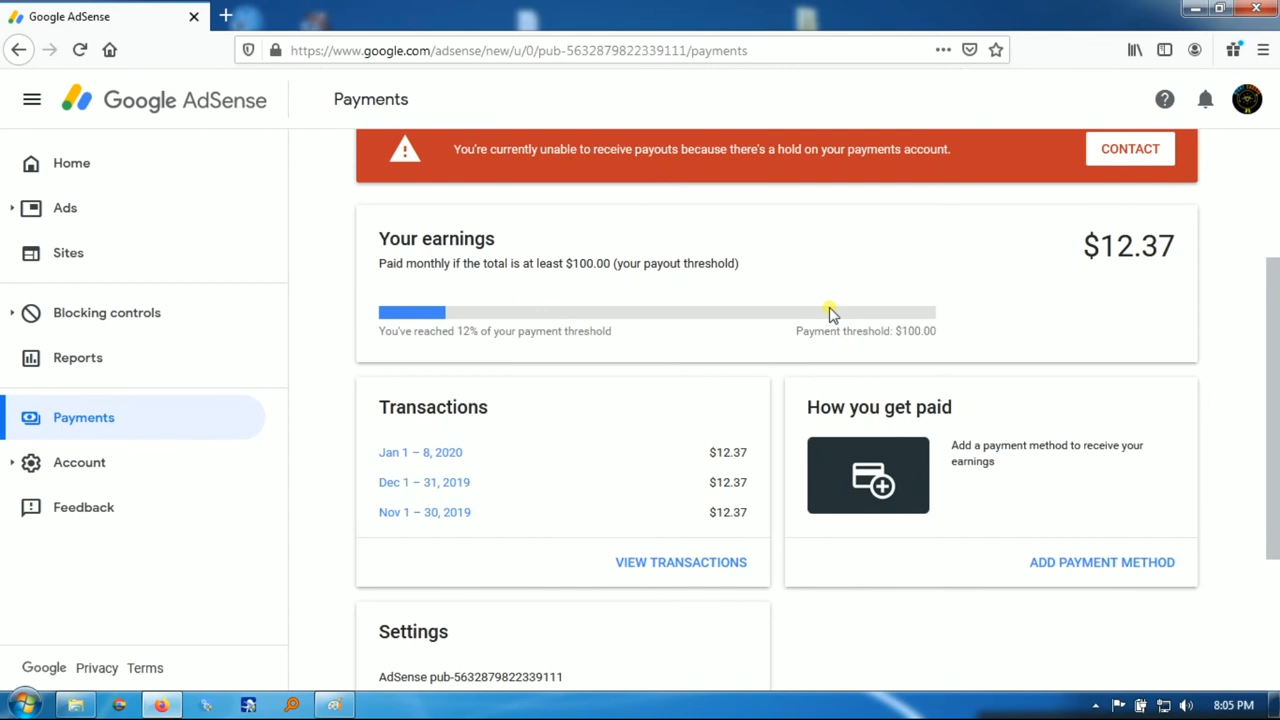 Google AdSense
https://www.google.com/adsense/new/u/0/pub-5632879822339111/payments
Google AdSense
Payments
Home
Ads
Sites
Blocking controls
Reports
Payments
Account
Feedback
Google Privacy Terms
You're currently unable to receive payouts because there's a hold on your payments account.
CONTACT
Your earnings
$12.37
Paid monthly if the total is at least $100.00 (your payout threshold)
You've reached 12% of your payment threshold
Payment threshold: $100.00
Transactions
Jan 1 – 8, 2020 $12.37
Dec 1 – 31, 2019 $12.37
Nov 1 – 30, 2019 $12.37
VIEW TRANSACTIONS
How you get paid
Add a payment method to receive your
earnings
ADD PAYMENT METHOD
Settings
AdSense pub-5632879822339111
8:05 PM